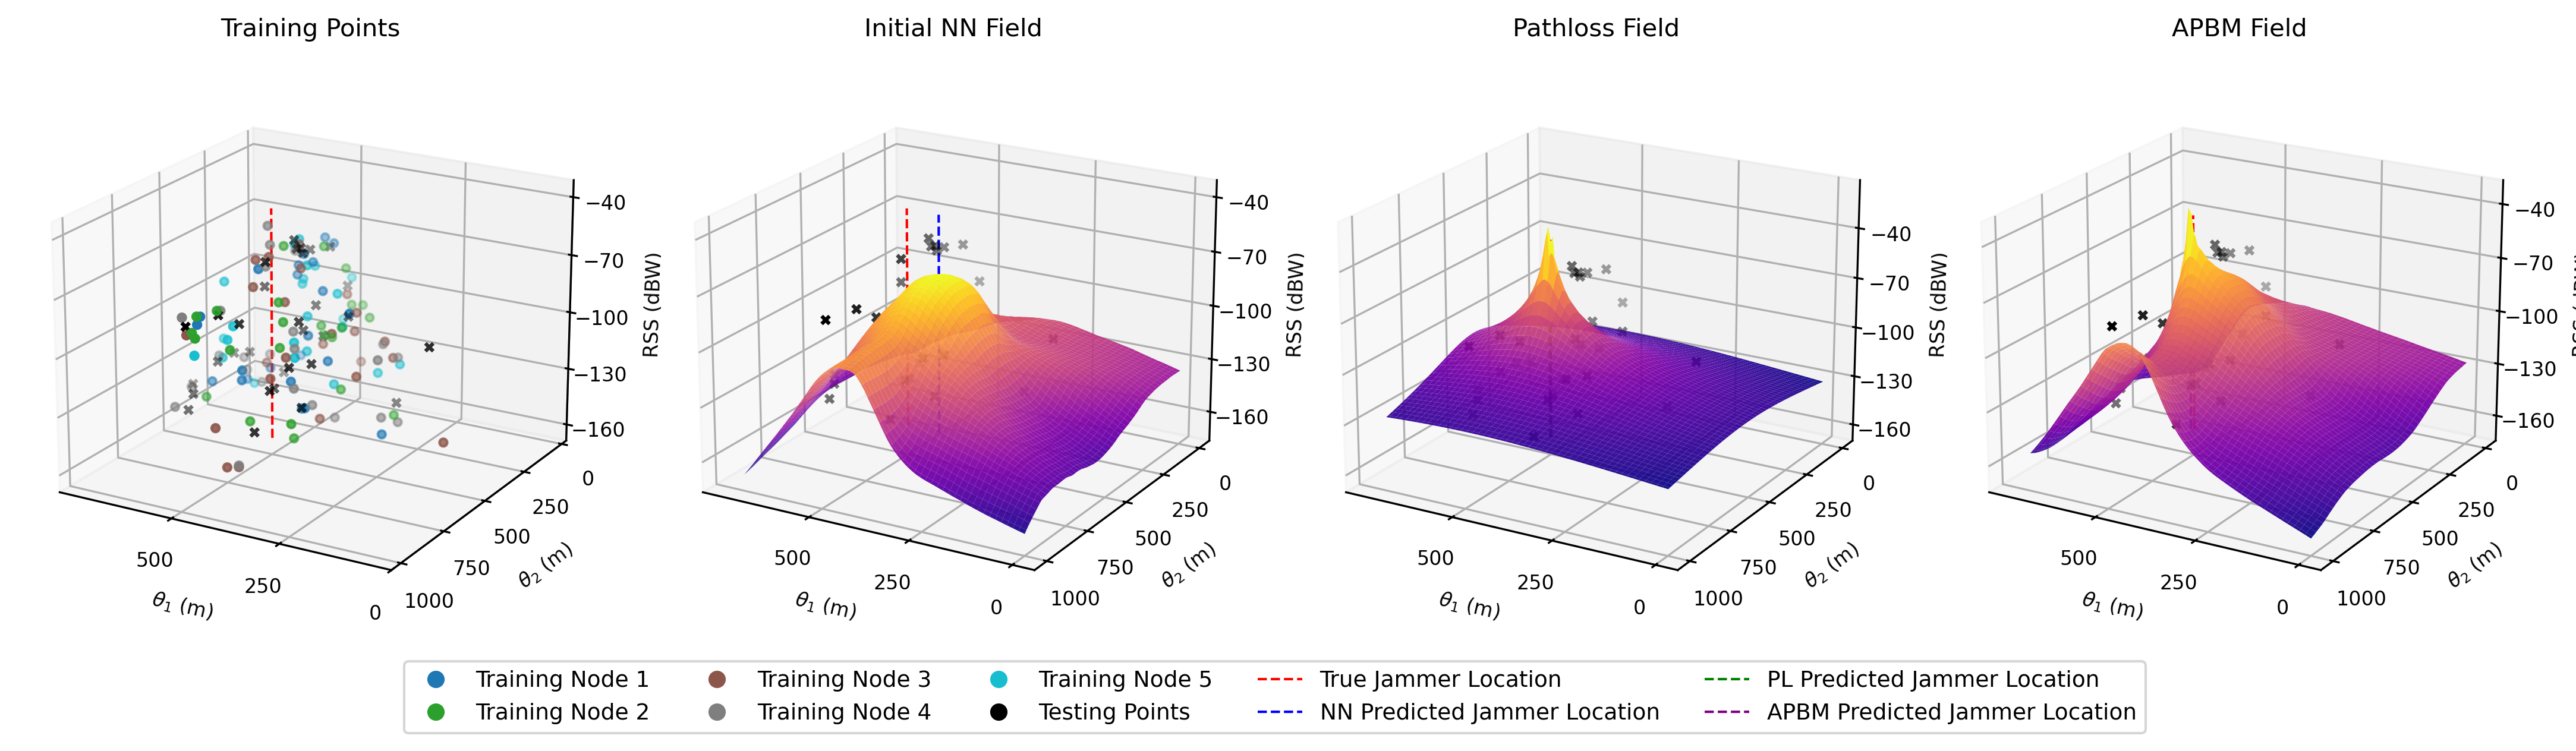 Training Points
Initial NN Field
Pathloss Field
APBM Field
−40
−70
−100
−130
−160
RSS (dBW)
0
250
500
750
1000
θ2 (m)
500
250
0
θ1 (m)
−40
−70
−100
−130
−160
RSS (dBW)
0
250
500
750
1000
θ2 (m)
500
250
0
θ1 (m)
−40
−70
−100
−130
−160
RSS (dBW)
0
250
500
750
1000
θ2 (m)
500
250
0
θ1 (m)
−40
−70
−100
−130
−160
0
250
500
750
1000
θ2 (m)
500
250
0
θ1 (m)
Training Node 1
Training Node 2
Training Node 3
Training Node 4
Training Node 5
Testing Points
True Jammer Location
NN Predicted Jammer Location
PL Predicted Jammer Location
APBM Predicted Jammer Location